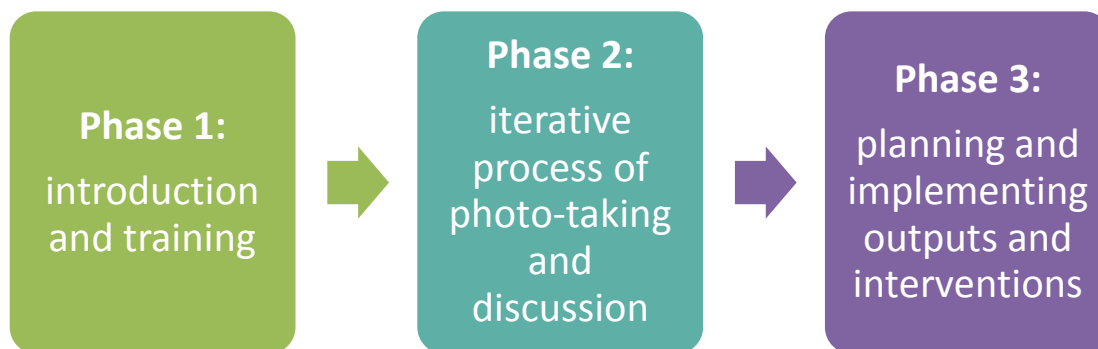 Phase 1:
introduction
and training
Phase 2:
iterative
process of
photo-taking
and
discussion
Phase 3:
planning and
implementing
outputs and
interventions